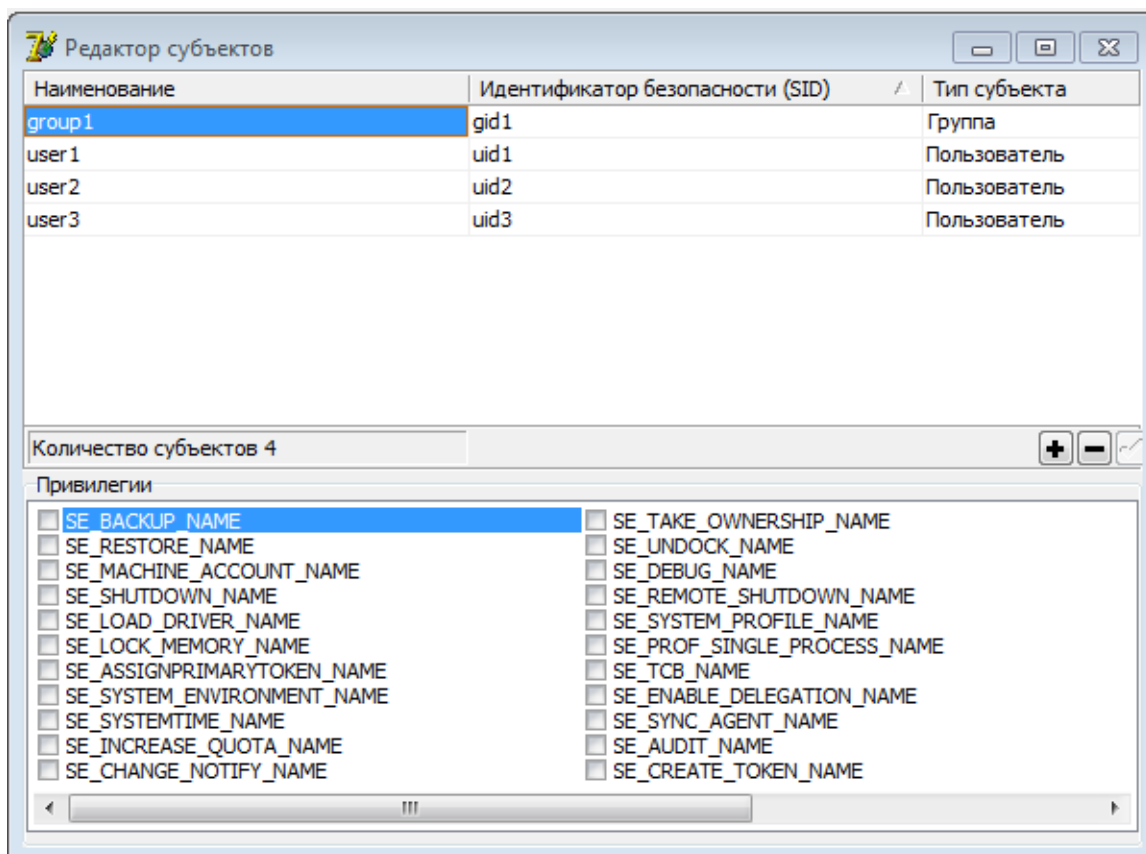 Редактор субъектов
Наименование Идентификатор безопасности (SID) Тип субъекта
group1 gid1 Группа
user1 uid1 Пользователь
user2 uid2 Пользователь
user3 uid3 Пользователь
Количество субъектов 4
Привилегии
SE_BACKUP_NAME SE_TAKE_OWNERSHIP_NAME
SE_RESTORE_NAME SE_UNDOCK_NAME
SE_MACHINE_ACCOUNT_NAME SE_DEBUG_NAME
SE_SHUTDOWN_NAME SE_REMOTE_SHUTDOWN_NAME
SE_LOAD_DRIVER_NAME SE_SYSTEM_PROFILE_NAME
SE_LOCK_MEMORY_NAME SE_PROF_SINGLE_PROCESS_NAME
SE_ASSIGNPRIMARYTOKEN_NAME SE_TCB_NAME
SE_SYSTEM_ENVIRONMENT_NAME SE_ENABLE_DELEGATION_NAME
SE_SYSTEMTIME_NAME SE_SYNC_AGENT_NAME
SE_INCREASE_QUOTA_NAME SE_AUDIT_NAME
SE_CHANGE_NOTIFY_NAME SE_CREATE_TOKEN_NAME